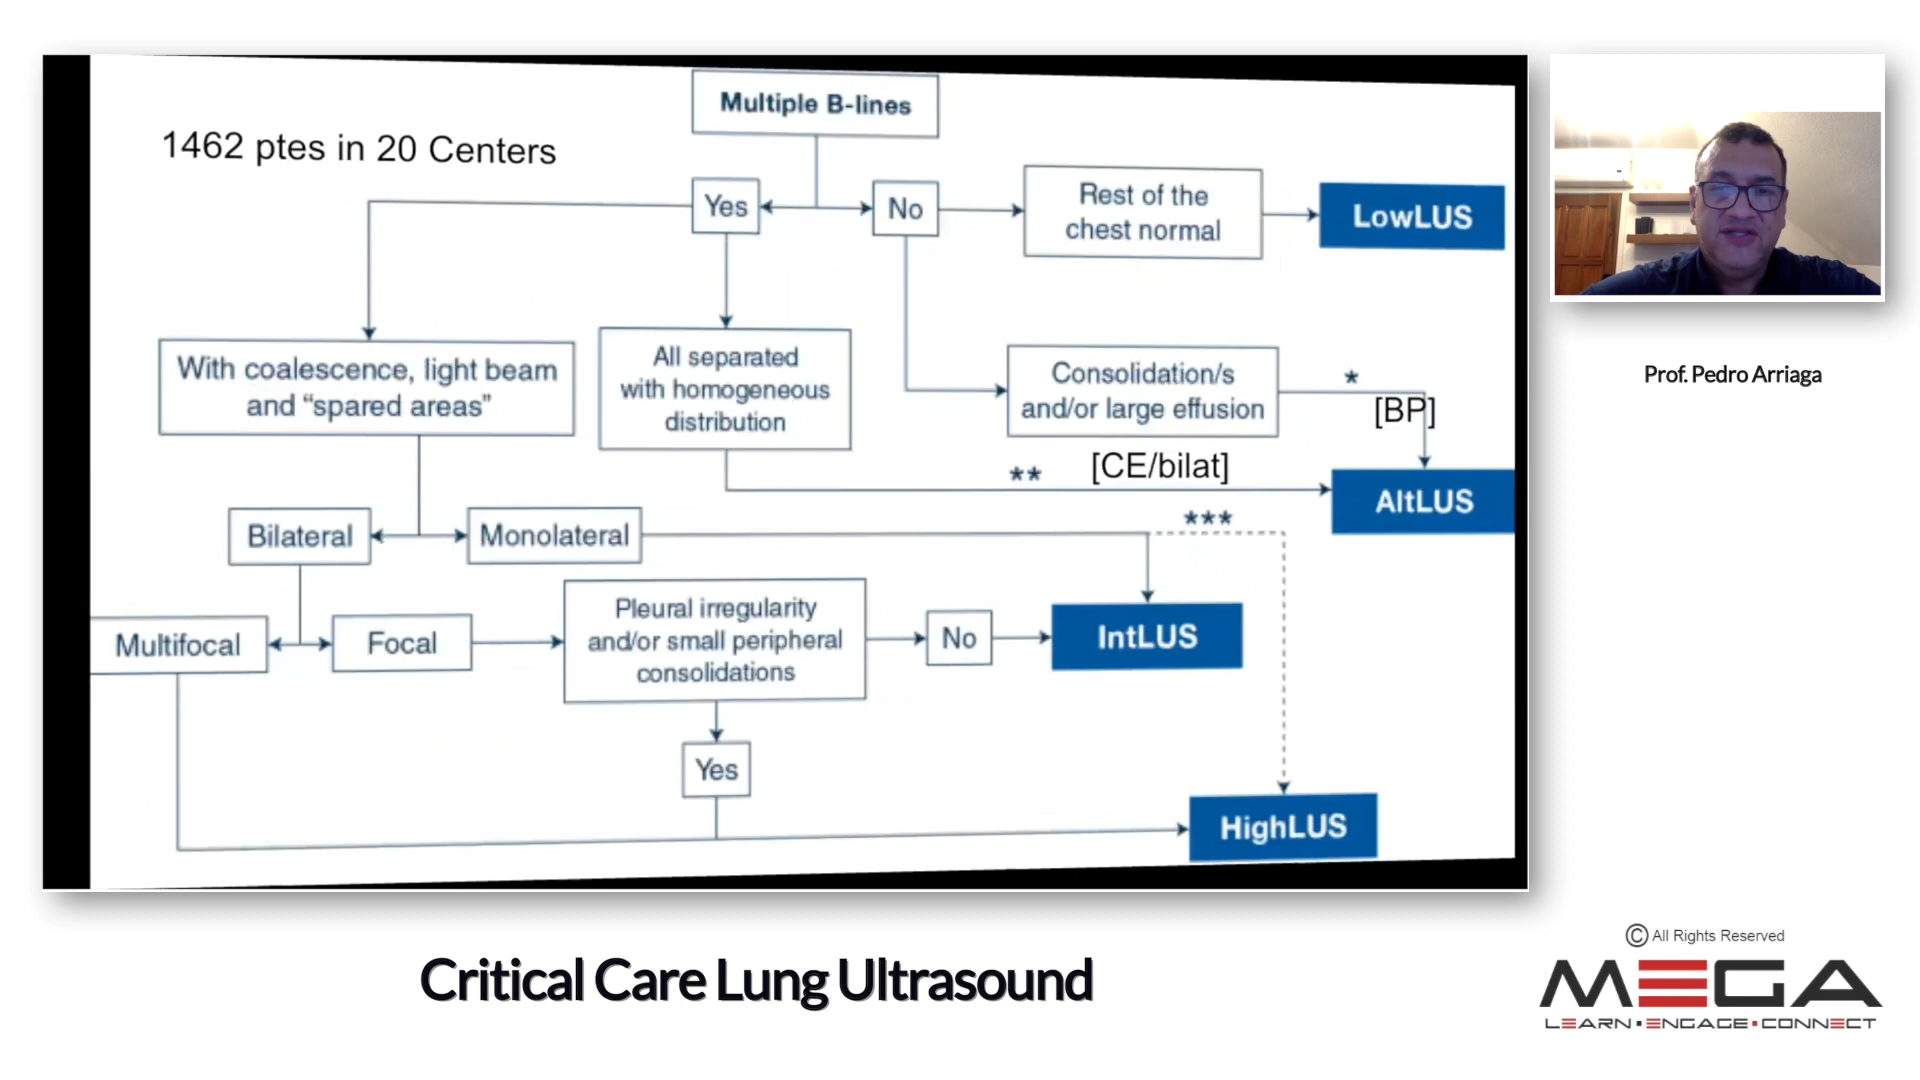 Multiple B-lines
1462 ptes in 20 Centers
Yes
No
Rest of the
chest normal
LowLUS
With coalescence, light beam
and “spared areas”
All separated
with homogeneous
distribution
Consolidation/s
and/or large effusion
*
[BP]
**
[CE/bilat]
AltLUS
***
Bilateral
Monolateral
Multifocal
Focal
Pleural irregularity
and/or small peripheral
consolidations
No
IntLUS
Yes
HighLUS
Prof. Pedro Arriaga
Critical Care Lung Ultrasound
© All Rights Reserved
MEGA
LEARN▪ENGAGE▪CONNECT